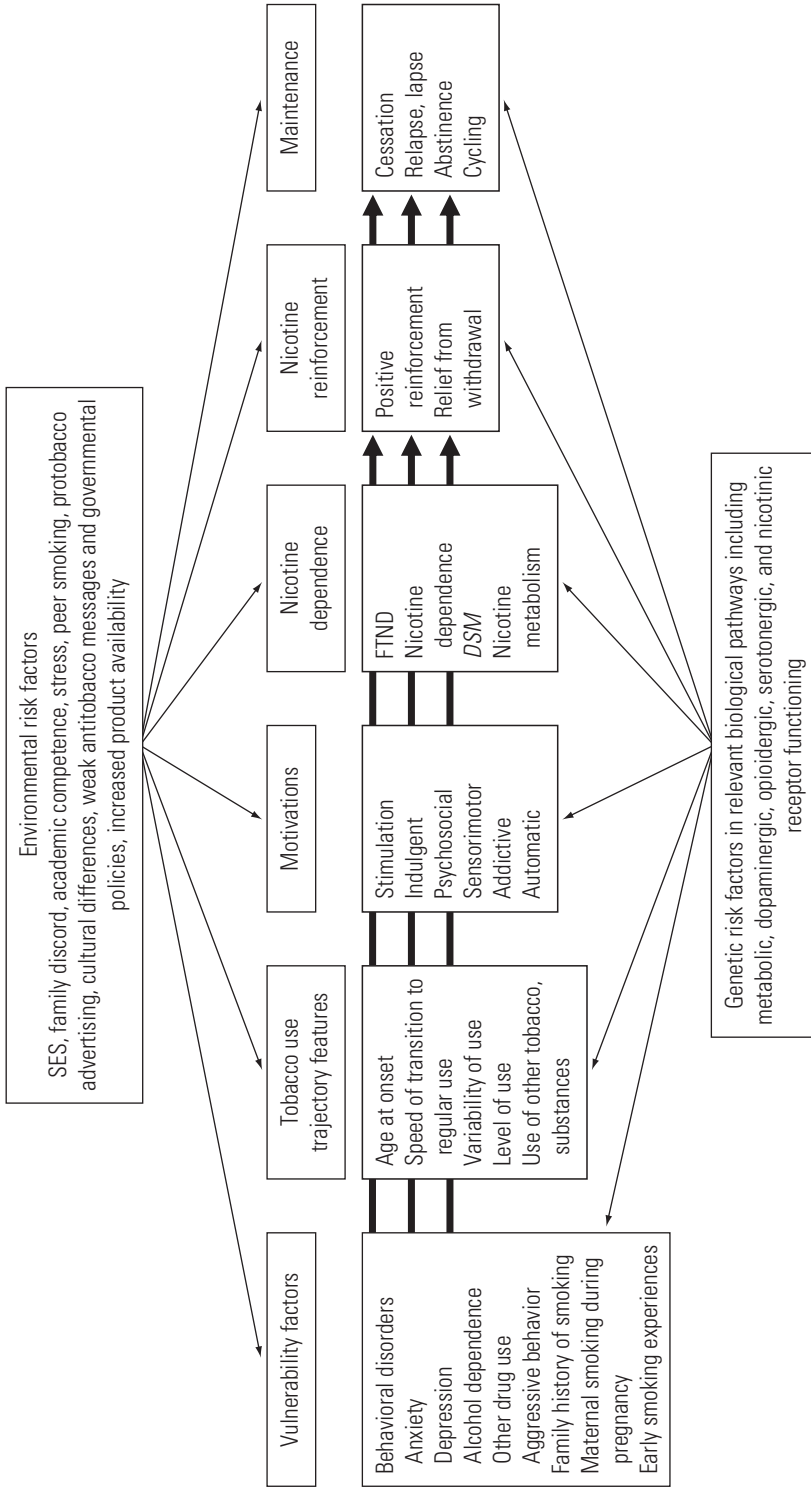 Environmental risk factors
SES, family discord, academic competence, stress, peer smoking, protobacco
advertising, cultural differences, weak antitobacco messages and governmental
policies, increased product availability
Vulnerability factors
Tobacco use
trajectory features
Motivations
Nicotine
dependence
Nicotine
reinforcement
Maintenance
Behavioral disorders
Anxiety
Depression
Alcohol dependence
Other drug use
Aggressive behavior
Family history of smoking
Maternal smoking during
pregnancy
Early smoking experiences
Age at onset
Speed of transition to
regular use
Variability of use
Level of use
Use of other tobacco,
substances
Stimulation
Indulgent
Psychosocial
Sensorimotor
Addictive
Automatic
FTND
Nicotine
dependence
DSM
Nicotine
metabolism
Positive
reinforcement
Relief from
withdrawal
Cessation
Relapse, lapse
Abstinence
Cycling
Genetic risk factors in relevant biological pathways including
metabolic, dopaminergic, opioidergic, serotonergic, and nicotinic
receptor functioning